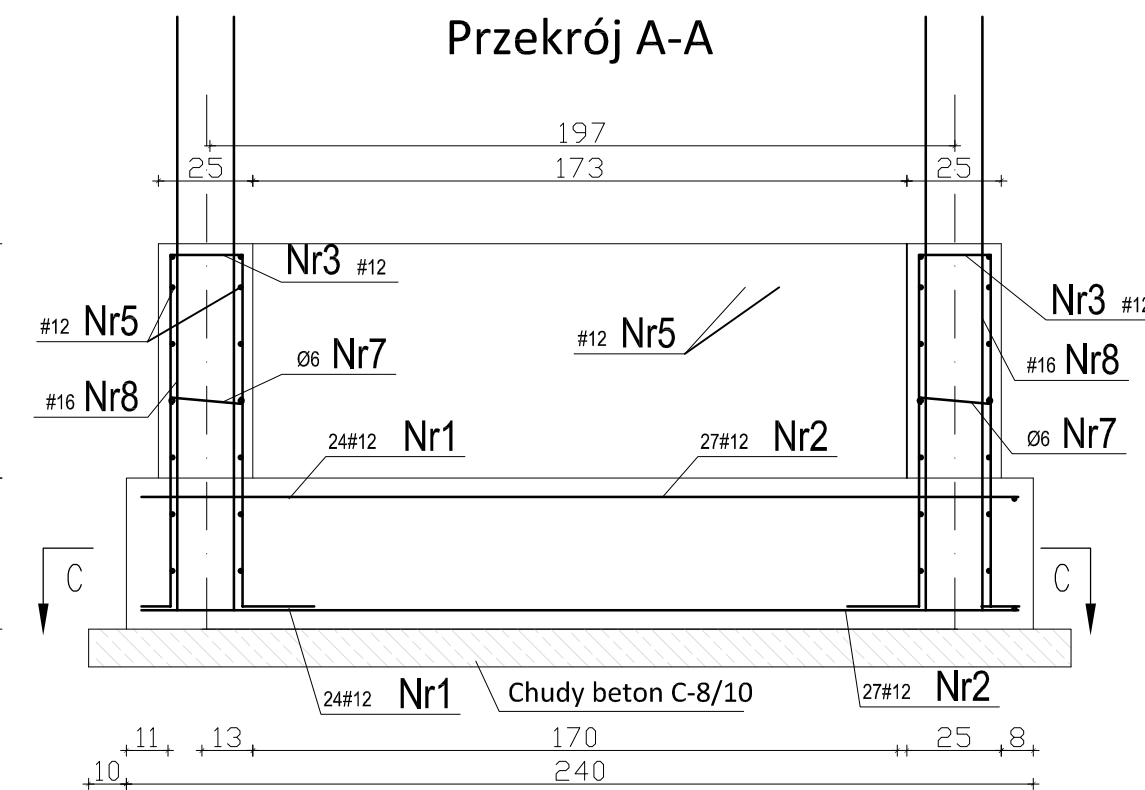 Przekrój A-A
197
25 173 25
Nr3 #12
Nr3 #12
#12 Nr5
#12 Nr5
Ø6 Nr7
#16 Nr8
#16 Nr8
24#12 Nr1
27#12 Nr2
Ø6 Nr7
C
C
24#12 Nr1
Chudy beton C-8/10
27#12 Nr2
11 13 170 25 8
10 240